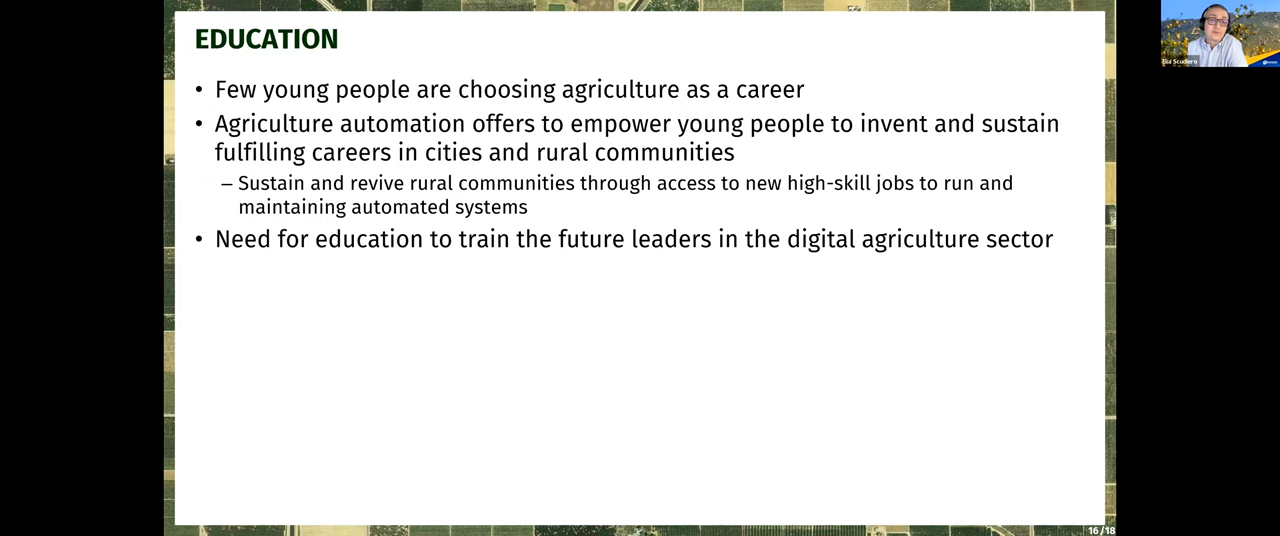 EDUCATION
• Few young people are choosing agriculture as a career
• Agriculture automation offers to empower young people to invent and sustain
fulfilling careers in cities and rural communities
– Sustain and revive rural communities through access to new high-skill jobs to run and
maintaining automated systems
• Need for education to train the future leaders in the digital agriculture sector
Elia Scudiero
16/18